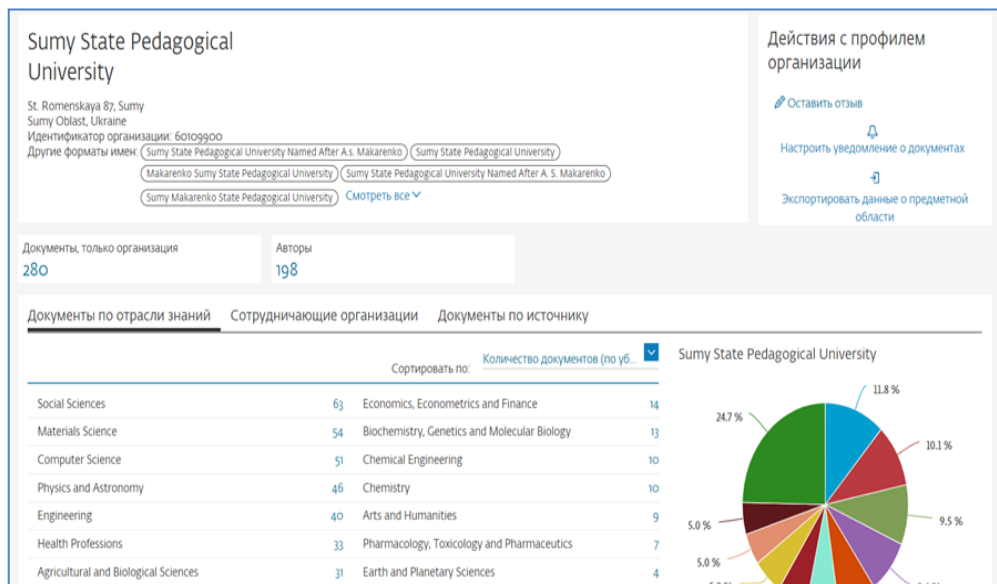 Sumy State Pedagogical
University
St. Romenskaya 87, Sumy
Sumy Oblast, Ukraine
Идентификатор организации: 60109900
Другие форматы имен: Sumy State Pedagogical University Named After A.s. Makarenko Sumy State Pedagogical University
Makarenko Sumy State Pedagogical University Sumy State Pedagogical University Named After A. S. Makarenko
Sumy Makarenko State Pedagogical University Смотреть все
Действия с профилем
организации
Оставить отзыв
Настроить уведомление о документах
Экспортировать данные о предметной
области
Документы, только организация
280
Авторы
198
Документы по отрасли знаний Сотрудничающие организации Документы по источнику
Сортировать по: Количество документов (по уб...
Social Sciences 63 Economics, Econometrics and Finance 14
Materials Science 54 Biochemistry, Genetics and Molecular Biology 13
Computer Science 51 Chemical Engineering 10
Physics and Astronomy 46 Chemistry 10
Engineering 40 Arts and Humanities 9
Health Professions 33 Pharmacology, Toxicology and Pharmaceutics 7
Agricultural and Biological Sciences 31 Earth and Planetary Sciences 4
Sumy State Pedagogical University
11.8 %
24.7 %
10.1 %
9.5 %
5.0 %
5.0 %